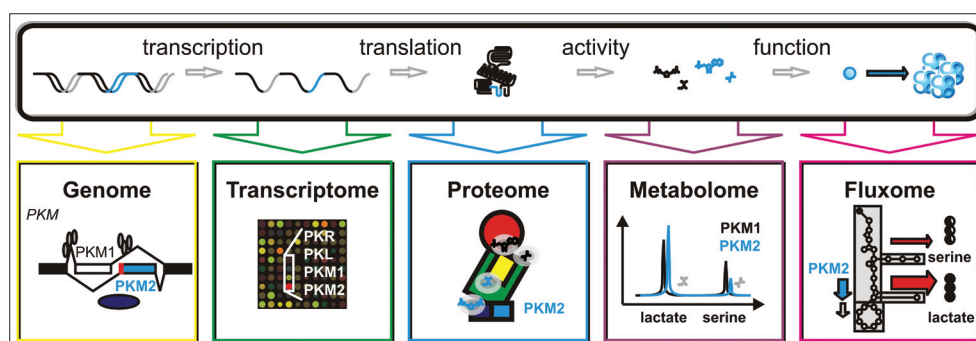 transcription
translation
activity
function
Genome
PKM
PKM1
PKM2
Transcriptome
PKR
PKL
PKM1
PKM2
Proteome
PKM2
Metabolome
PKM1
PKM2
lactate
serine
Fluxome
PKM2
serine
lactate